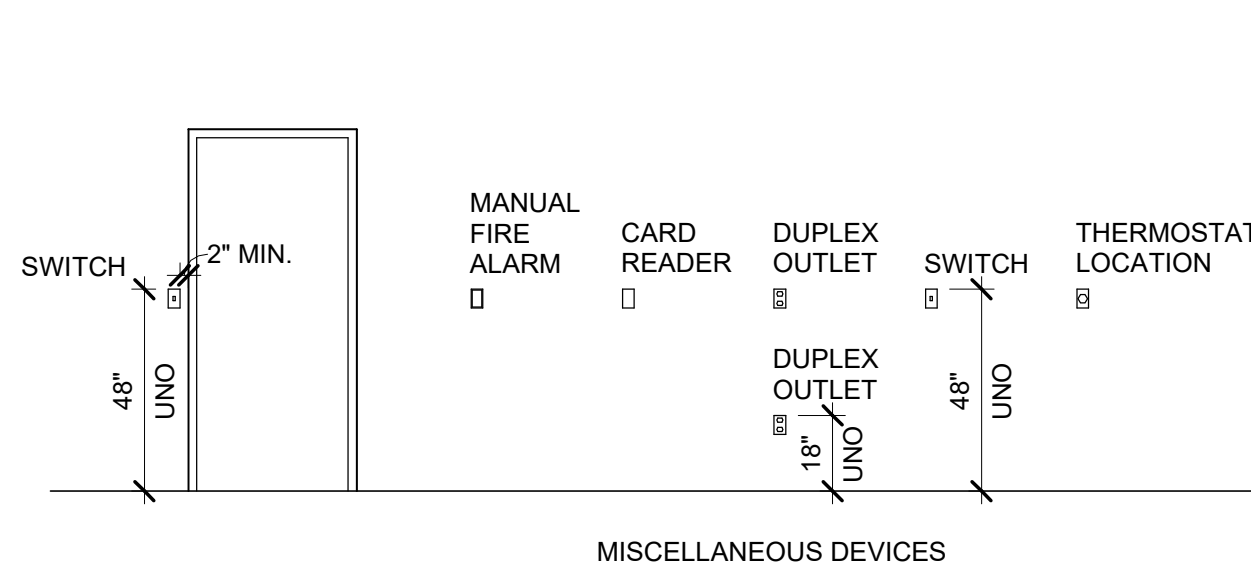 MANUAL
FIRE
ALARM
CARD
READER
DUPLEX
OUTLET
SWITCH
THERMOSTAT
LOCATION
SWITCH
2" MIN.
48"
UNO
DUPLEX
OUTLET
18"
UNO
48"
UNO
MISCELLANEOUS DEVICES